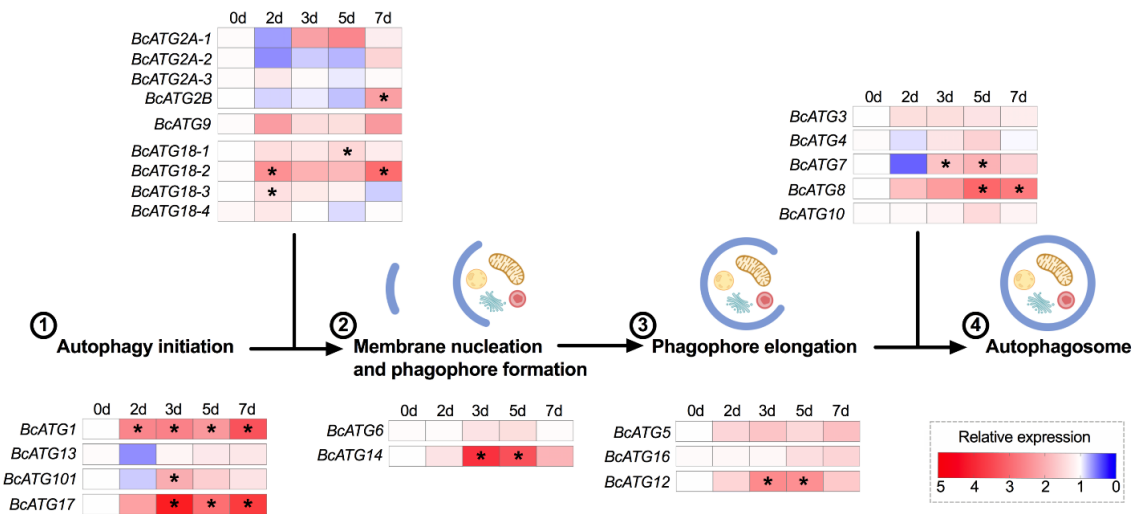 0d 2d 3d 5d 7d
BcATG2A-1
BcATG2A-2
BcATG2A-3
BcATG2B *
BcATG9
BcATG18-1 *
BcATG18-2 * *
BcATG18-3 *
BcATG18-4
0d 2d 3d 5d 7d
BcATG3
BcATG4
BcATG7 * *
BcATG8 * *
BcATG10
1 Autophagy initiation
2 Membrane nucleation
and phagophore formation
3 Phagophore elongation
4 Autophagosome
0d 2d 3d 5d 7d
BcATG1 * * * *
BcATG13
BcATG101 *
BcATG17 * * *
0d 2d 3d 5d 7d
BcATG6
BcATG14 * *
0d 2d 3d 5d 7d
BcATG5
BcATG16
BcATG12 * *
Relative expression
5 4 3 2 1 0